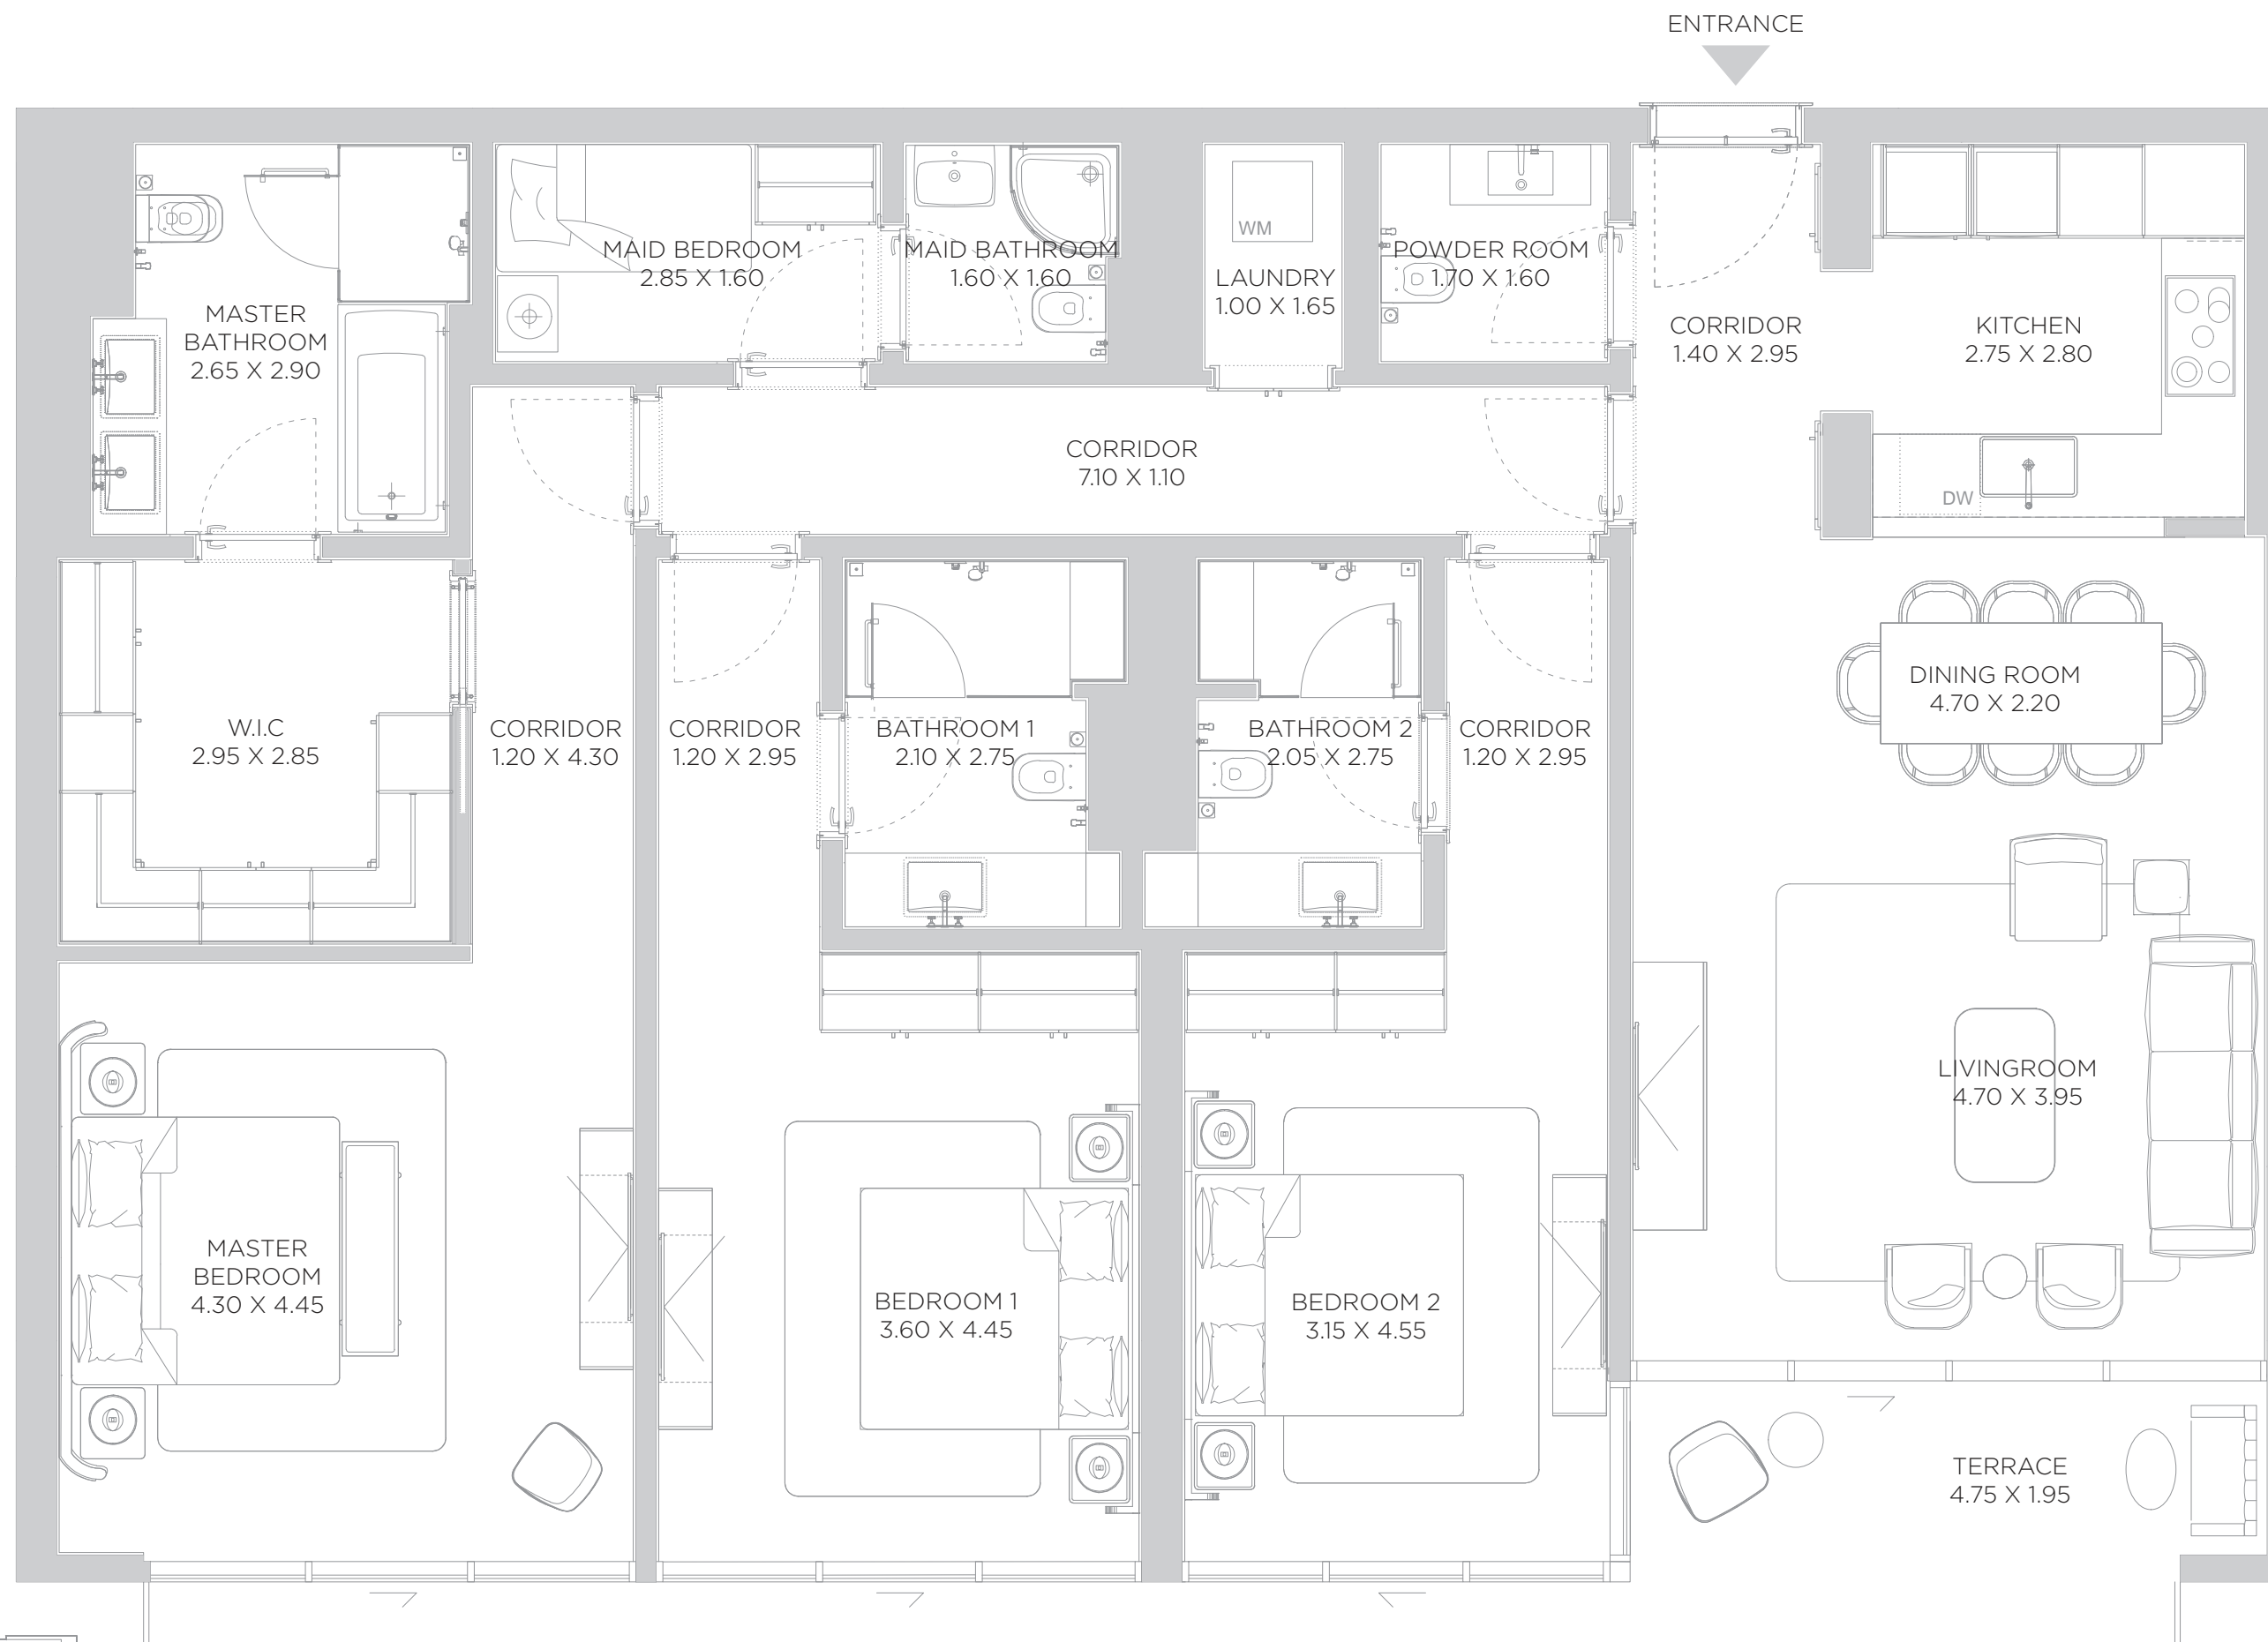 ENTRANCE
MAID BEDROOM
2.85 X 1.60
MAID BATHROOM
1.60 X 1.60
WM
LAUNDRY
1.00 X 1.65
POWDER ROOM
1.70 X 1.60
MASTER
BATHROOM
2.65 X 2.90
CORRIDOR
1.40 X 2.95
KITCHEN
2.75 X 2.80
CORRIDOR
7.10 X 1.10
DW
DINING ROOM
4.70 X 2.20
W.I.C
2.95 X 2.85
CORRIDOR
1.20 X 4.30
CORRIDOR
1.20 X 2.95
BATHROOM 1
2.10 X 2.75
BATHROOM 2
2.05 X 2.75
CORRIDOR
1.20 X 2.95
LIVINGROOM
4.70 X 3.95
MASTER
BEDROOM
4.30 X 4.45
BEDROOM 1
3.60 X 4.45
BEDROOM 2
3.15 X 4.55
TERRACE
4.75 X 1.95